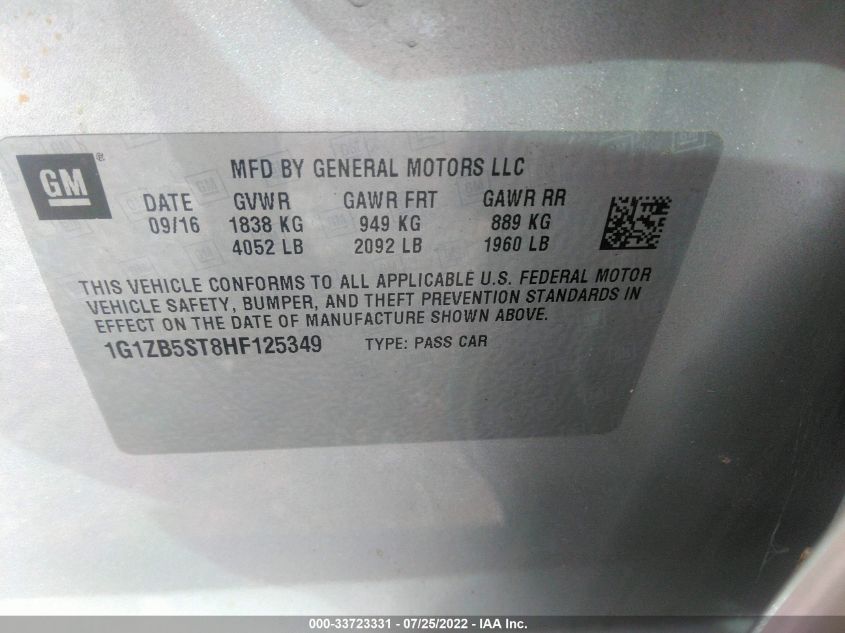 GM ®
MFD BY GENERAL MOTORS LLC
DATE GVWR GAWR FRT GAWR RR
09/16 1838 KG 949 KG 889 KG
4052 LB 2092 LB 1960 LB
THIS VEHICLE CONFORMS TO ALL APPLICABLE U.S. FEDERAL MOTOR
VEHICLE SAFETY, BUMPER, AND THEFT PREVENTION STANDARDS IN
EFFECT ON THE DATE OF MANUFACTURE SHOWN ABOVE.
1G1ZB5ST8HF125349 TYPE: PASS CAR
000-33723331 - 07/25/2022 - IAA Inc.